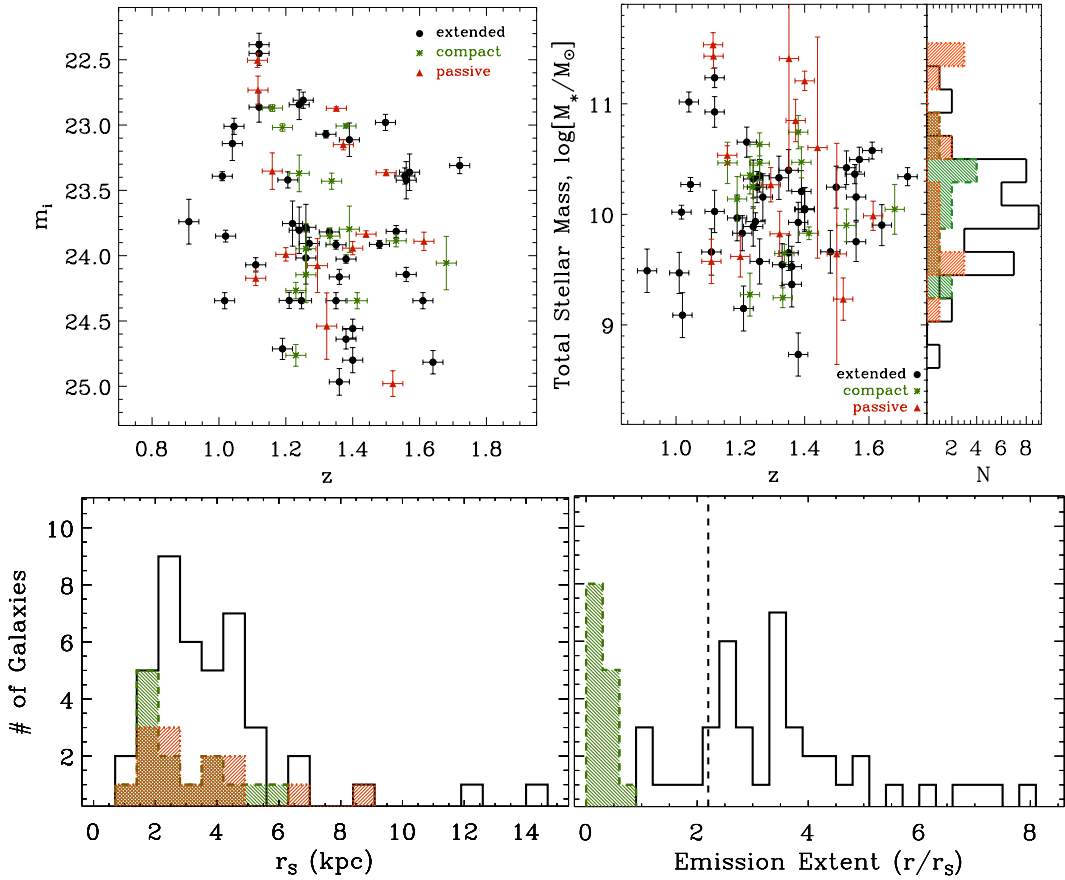 22.5
23.0
23.5
24.0
24.5
25.0
m_i
extended
compact
passive
0.8 1.0 1.2 1.4 1.6 1.8
z
Total Stellar Mass, log[M_*/M_⊙]
11
10
9
extended
compact
passive
1.0 1.2 1.4 1.6
z
2 4 6 8
N
# of Galaxies
10
8
6
4
2
0 2 4 6 8 10 12 14
r_S (kpc)
0 2 4 6 8
Emission Extent (r/r_S)